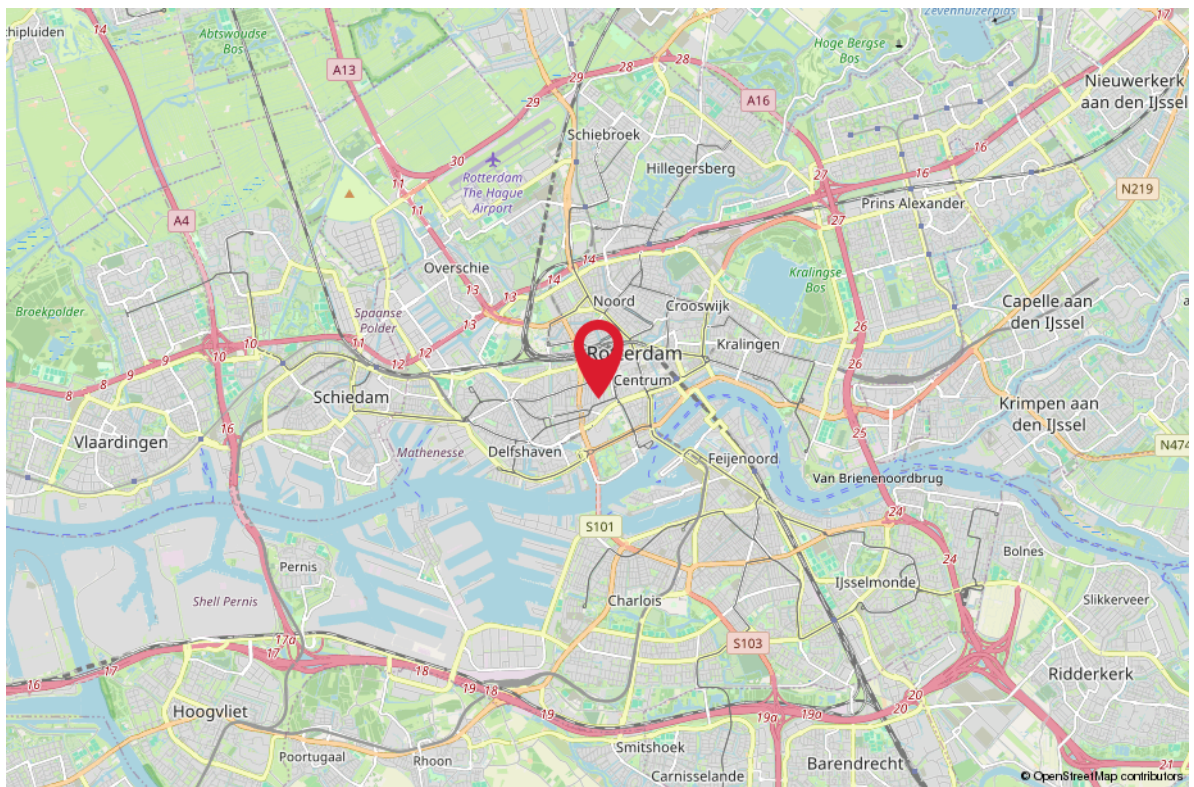 chipluiden
14
Abtswoudse
Bos
A13
29
28
28
Hoge Bergse
Bos
Zevenhuizerplas
17
Nieuwerkerk
aan den IJssel
A16
29
Schiebroek
30
Rotterdam
The Hague
Airport
Hillegersberg
16
16
27
27
N219
Prins Alexander
11
11
11
A4
Overschie
14
14
13
13
13
Kralingse
Bos
Broekpolder
Spaanse
Polder
Noord
Crooswijk
Capelle aan
den IJssel
a
26
26
10
10
11
12
12
9
9
8
8
Rotterdam
Kralingen
Centrum
Schiedam
Krimpen aan
den IJssel
16
25
Vlaardingen
Mathenesse
Delfshaven
Feijenoord
N474
Van Brienenoordbrug
S101
24
24
Pernis
Bolnes
IJsselmonde
Shell Pernis
Charlois
Slikkerveer
17a
17
S103
18
18
19
19
17
16
Ridderkerk
Hoogvliet
19a
19a
20
20
Poortugaal
Rhoon
Smitshoek
Carnisselande
Barendrecht
21
© OpenStreetMap contributors